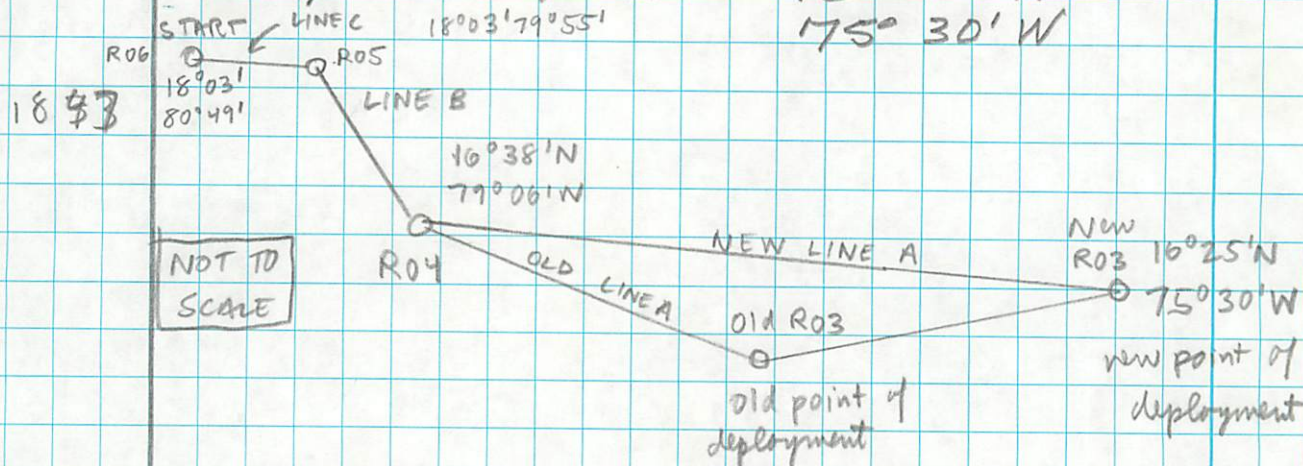 START
LINE C
18°03'79°55'
175° 30' W
R06
R05
18°03'
80°49'
LINE B
16°38'N
79°06'W
NOT TO
SCALE
R04
NEW LINE A
OLD
LINE A
New
R03 16°25'N
75°30'W
Old R03
new point of
deployment
old point of
deployment